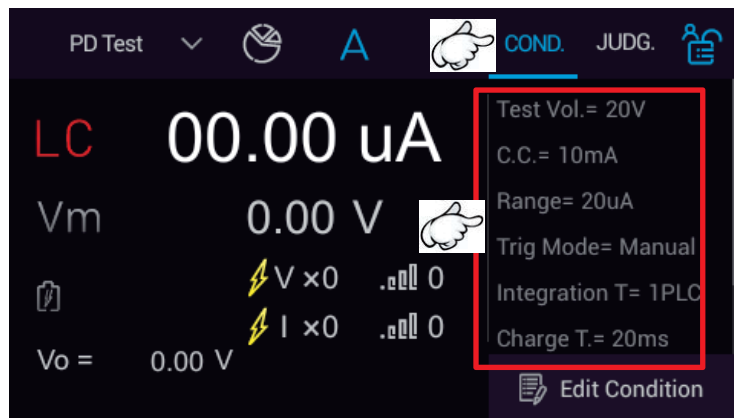 PD Test A COND. JUDG.
LC 00.00 uA
Vm 0.00 V
V ×0 0
I ×0 0
Vo = 0.00 V
Test Vol.= 20V
C.C.= 10mA
Range= 20uA
Trig Mode= Manual
Integration T= 1PLC
Charge T.= 20ms
Edit Condition